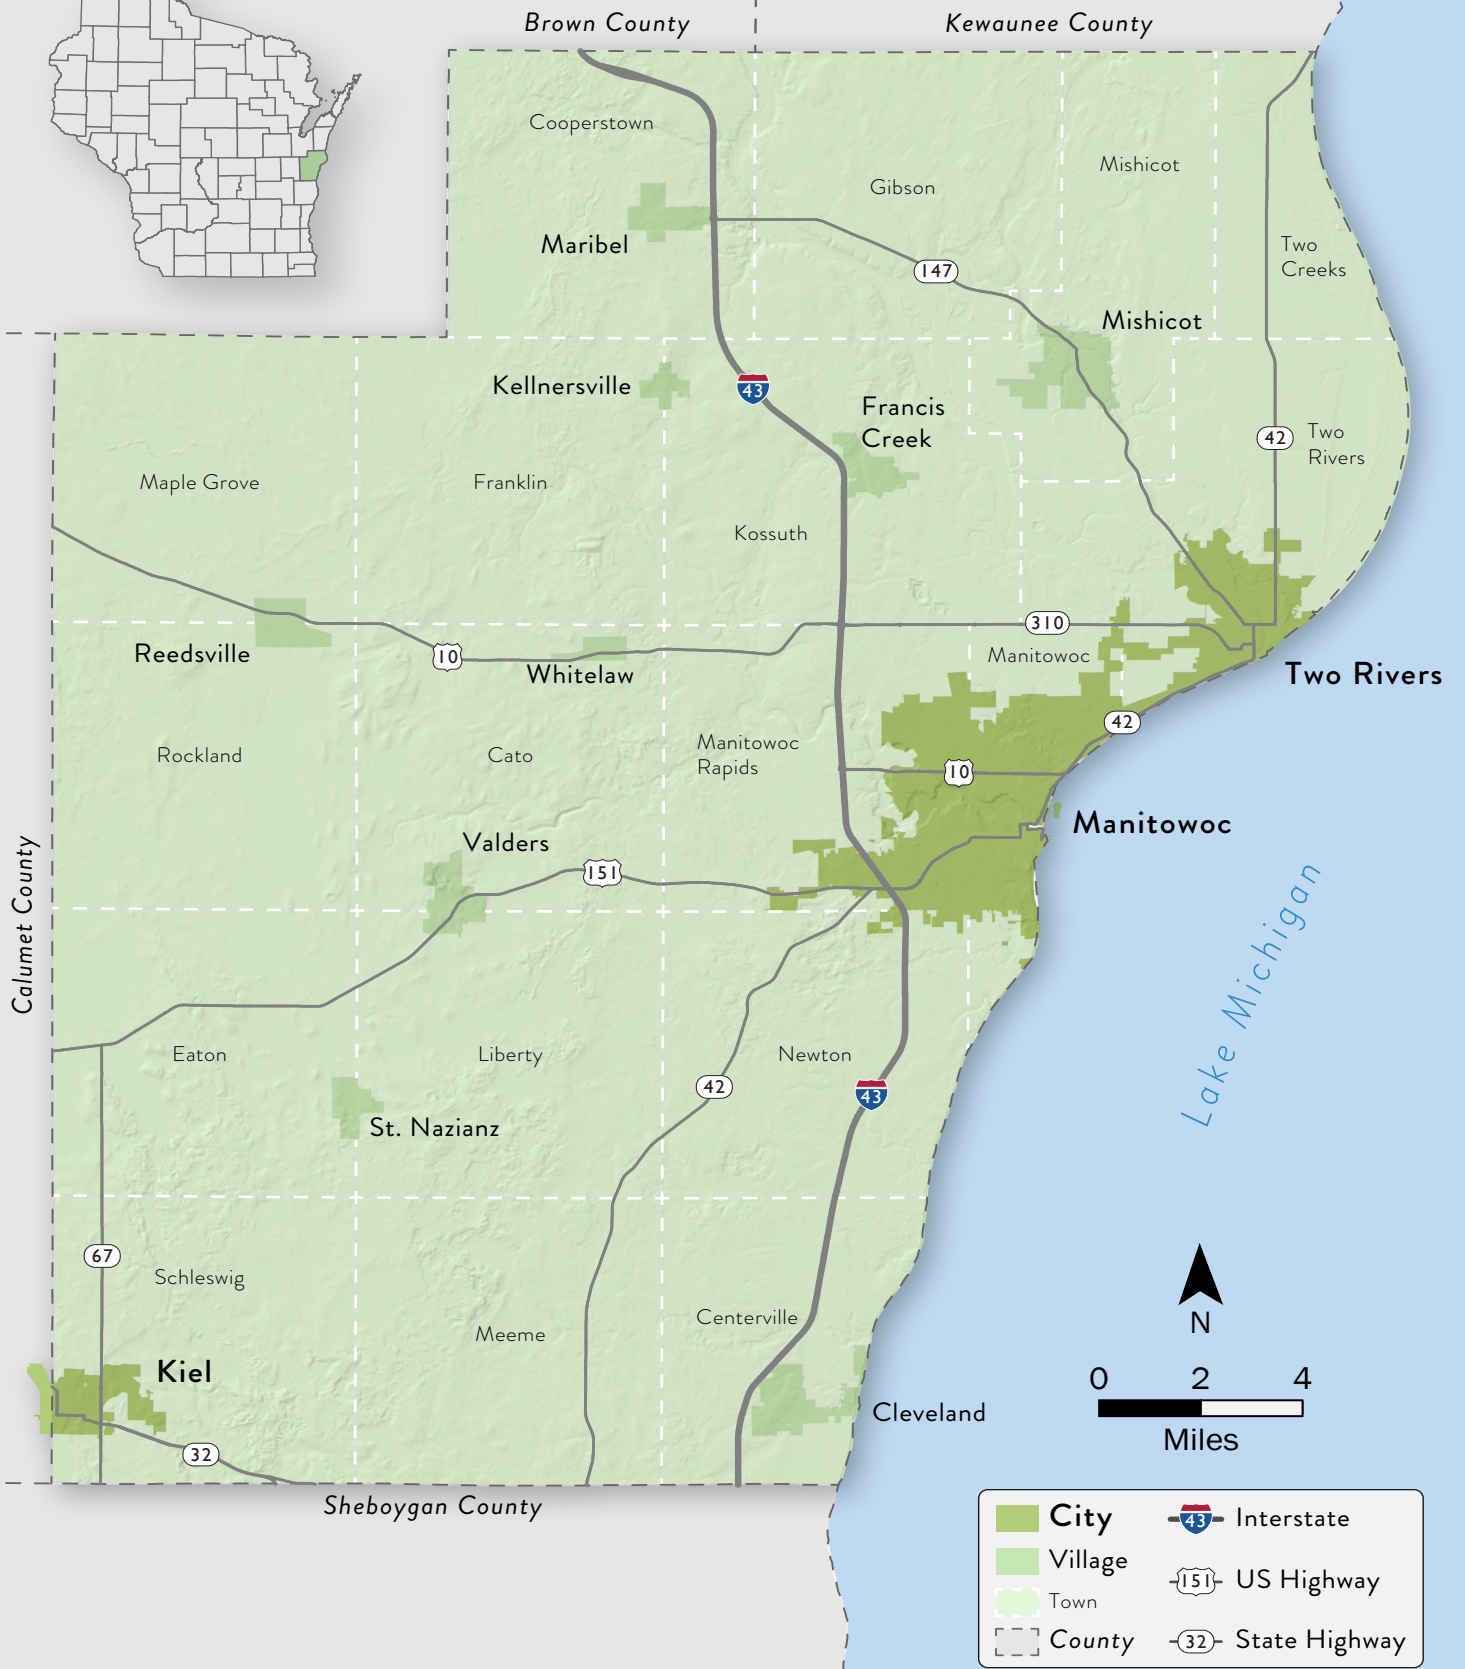 Brown County
Kewaunee County
Cooperstown
Mishicot
Gibson
Maribel
Two
Creeks
147
Mishicot
Kellnersville
43
Francis
Creek
42
Two
Rivers
Maple Grove
Franklin
Kossuth
310
Reedsville
10
Whitelaw
Manitowoc
Two Rivers
42
Rockland
Cato
Manitowoc
Rapids
10
Manitowoc
Valders
151
Calumet County
Lake Michigan
Eaton
Liberty
Newton
42
43
St. Nazianz
67
Schleswig
Centerville
Meeme
N
Kiel
0 2 4
Miles
Cleveland
32
Sheboygan County
City
43
Interstate
Village
151
US Highway
Town
County
32
State Highway